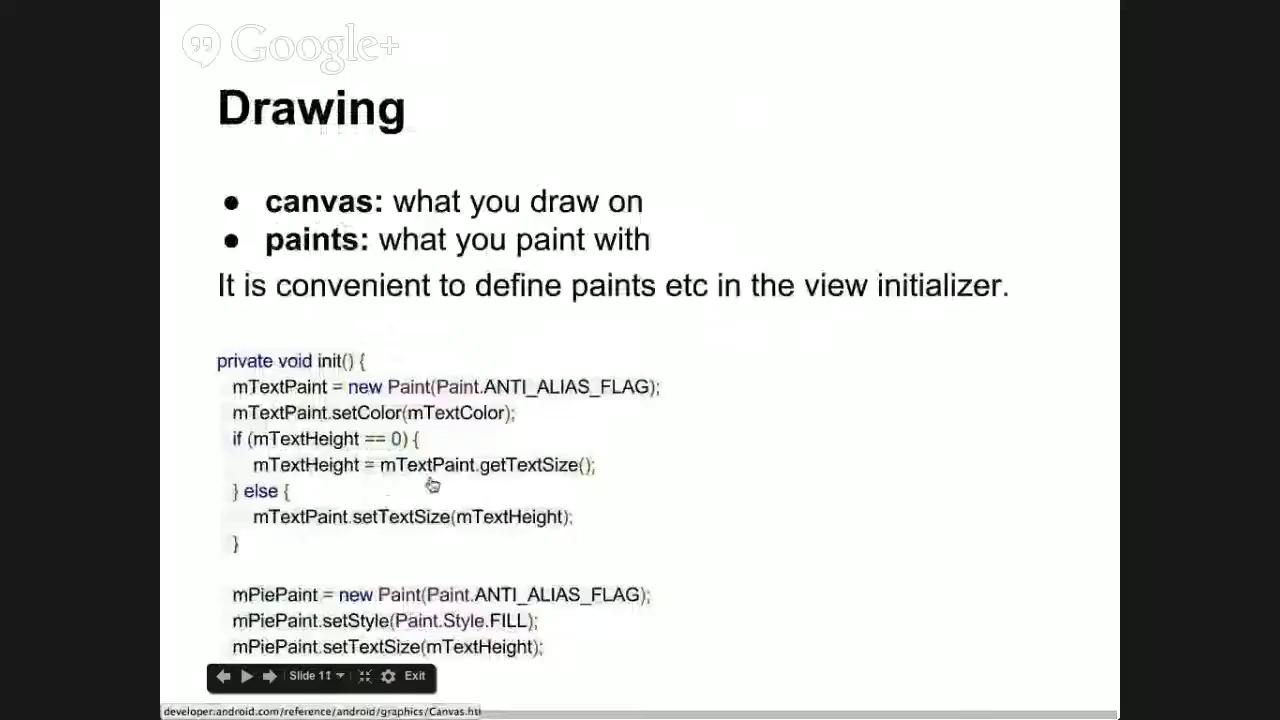 Google+
Drawing
● canvas: what you draw on
● paints: what you paint with
It is convenient to define paints etc in the view initializer.
private void init() {
mTextPaint = new Paint(Paint.ANTI_ALIAS_FLAG);
mTextPaint.setColor(mTextColor);
if (mTextHeight == 0) {
mTextHeight = mTextPaint.getTextSize();
} else {
mTextPaint.setTextSize(mTextHeight);
}
mPiePaint = new Paint(Paint.ANTI_ALIAS_FLAG);
mPiePaint.setStyle(Paint.Style.FILL);
mPiePaint.setTextSize(mTextHeight);
Slide 11 Exit
developer.android.com/reference/android/graphics/Canvas.html